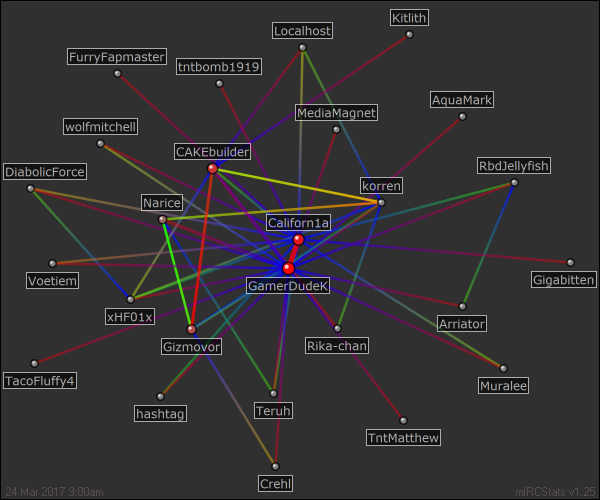 Kitlith
Localhost
FurryFapmaster
tntbomb1919
AquaMark
MediaMagnet
wolfmitchell
CAKEbuilder
RbdJellyfish
DiabolicForce
korren
Narice
Californ1a
Voetiem
Gigabitten
GamerDudeK
xHF01x
Arriator
Gizmovor
Rika-chan
TacoFluffy4
Muralee
hashtag
Teruh
TntMatthew
Crehl
24 Mar 2017 9:00am
mIRCStats v1.25